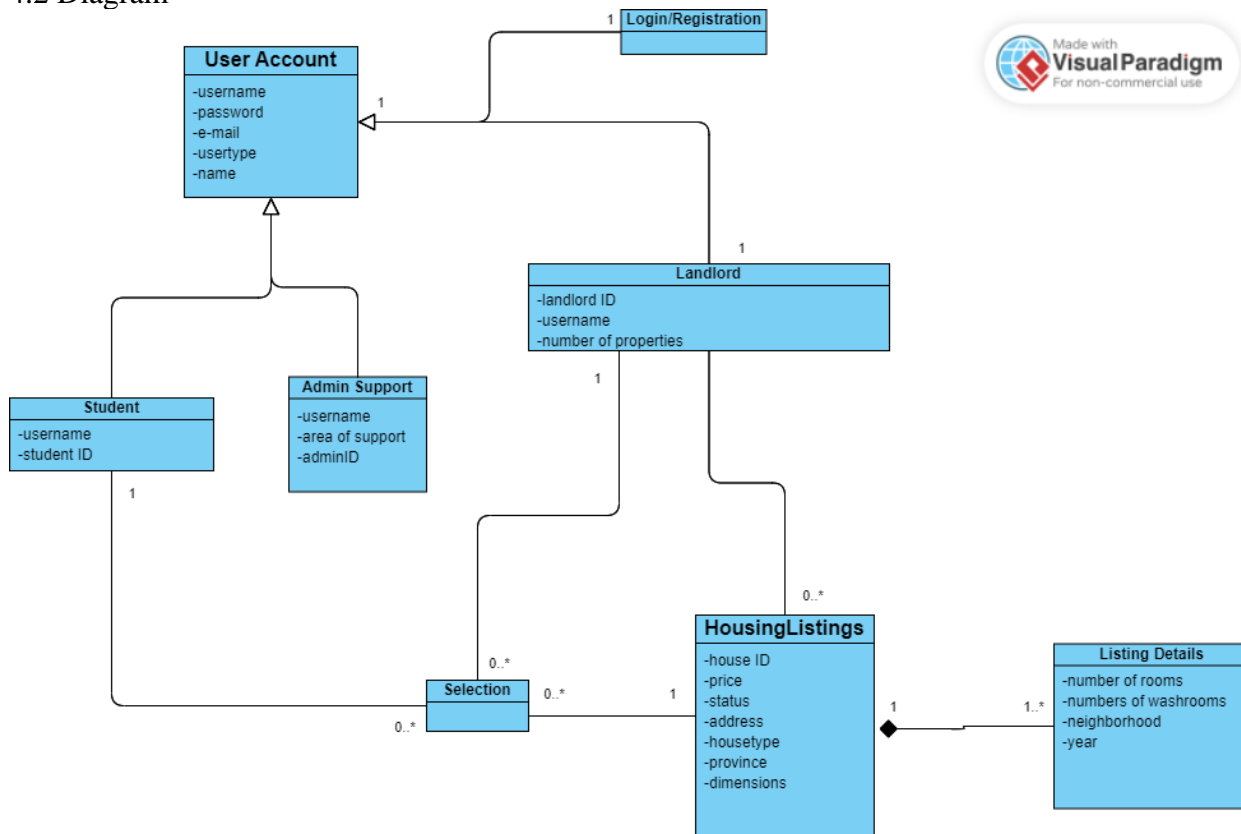 4.2 Diagram
1
Login/Registration
Made with
Visual Paradigm
For non-commercial use
User Account
-username
-password
-e-mail
-usertype
-name
1
1
Landlord
-landlord ID
-username
-number of properties
1
Student
-username
-student ID
1
Admin Support
-username
-area of support
-adminID
0..*
0..*
Selection
0..*
0..*
1
HousingListings
-house ID
-price
-status
-address
-housetype
-province
-dimensions
1
1..*
Listing Details
-number of rooms
-numbers of washrooms
-neighborhood
-year